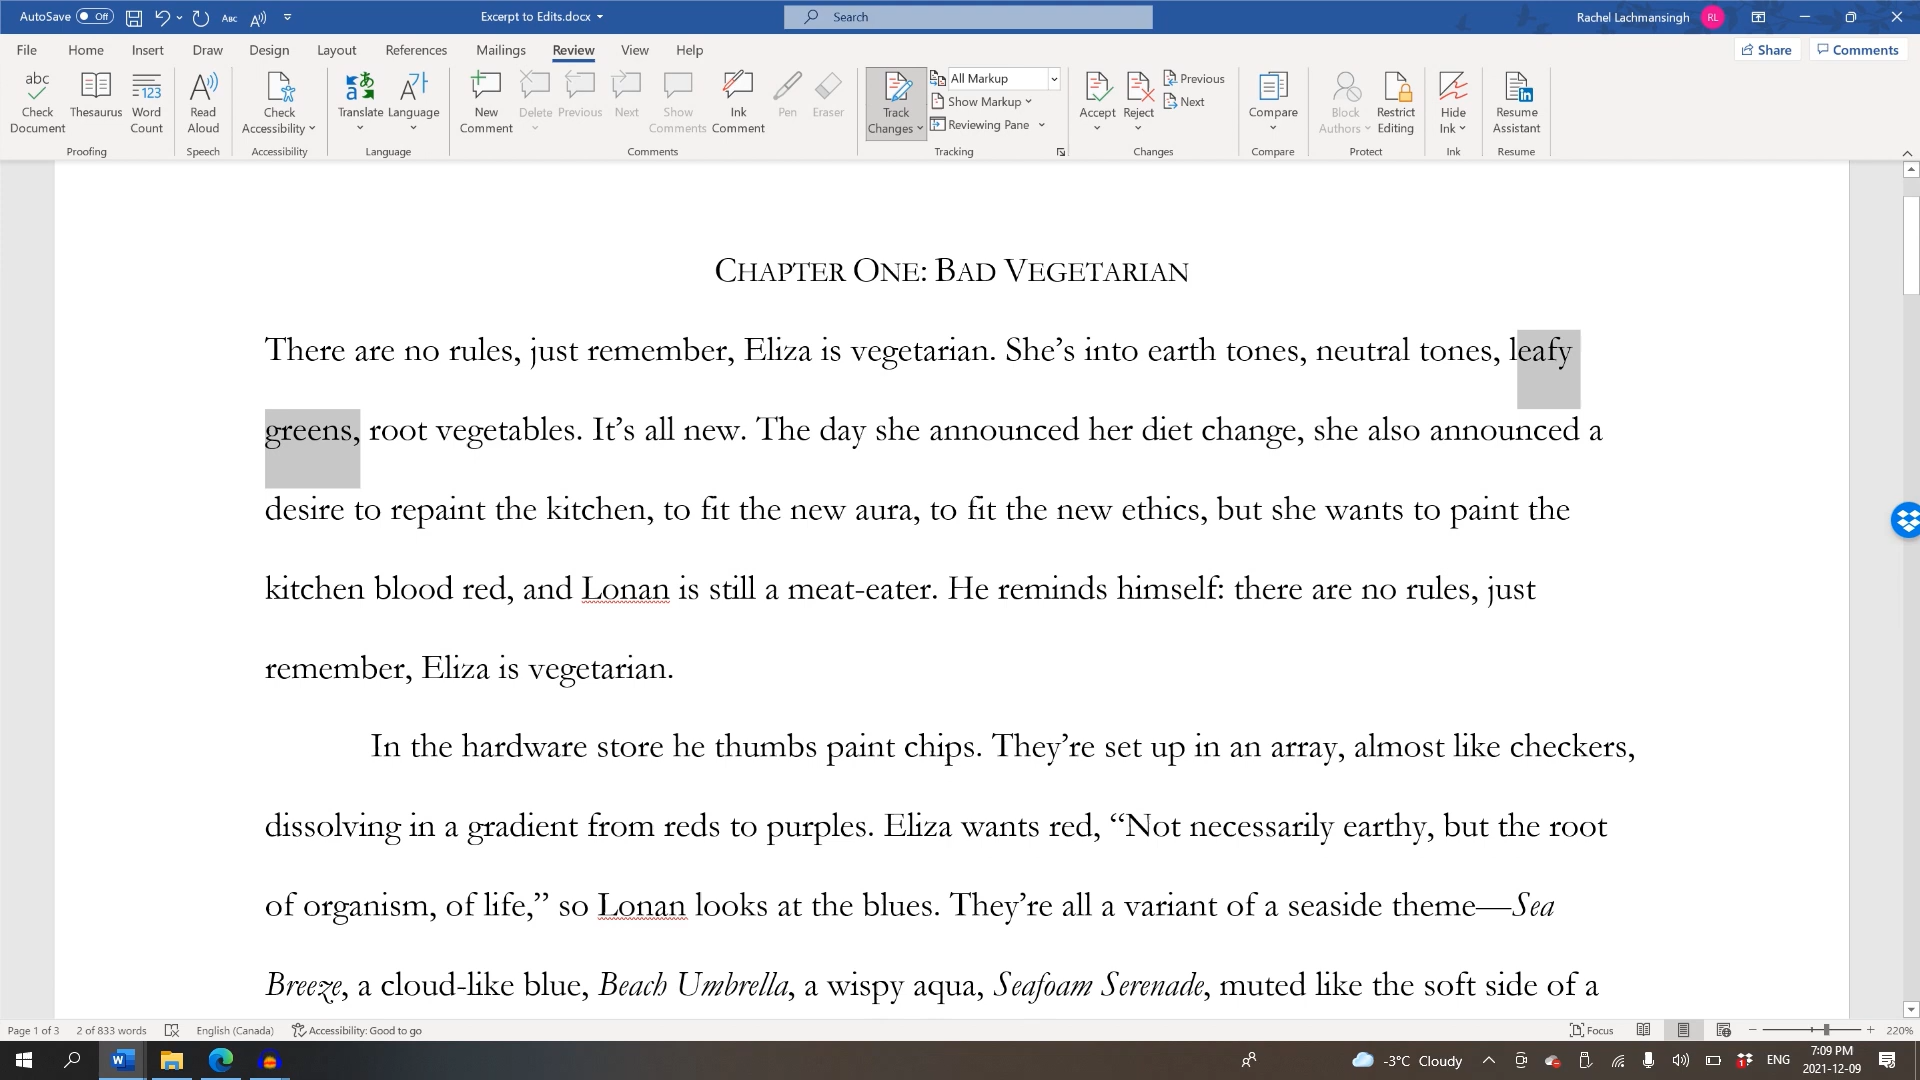 AutoSave Off Abc Excerpt to Edits.docx Search Rachel Lachmansingh RL
File Home Insert Draw Design Layout References Mailings Review View Help Share Comments
abc Check Document
Thesaurus
123 Word Count
Proofing
Read Aloud
Speech
Check Accessibility
Accessibility
Translate
Language
Language
New Comment
Delete
Previous
Next
Show Comments
Ink Comment
Pen
Eraser
Comments
Track Changes
All Markup
Show Markup
Reviewing Pane
Tracking
Accept
Reject
Previous
Next
Changes
Compare
Compare
Block Authors
Restrict Editing
Protect
Hide Ink
Ink
Resume Assistant
Resume
CHAPTER ONE: BAD VEGETARIAN
There are no rules, just remember, Eliza is vegetarian. She’s into earth tones, neutral tones, leafy
greens, root vegetables. It’s all new. The day she announced her diet change, she also announced a
desire to repaint the kitchen, to fit the new aura, to fit the new ethics, but she wants to paint the
kitchen blood red, and Lonan is still a meat-eater. He reminds himself: there are no rules, just
remember, Eliza is vegetarian.
In the hardware store he thumbs paint chips. They’re set up in an array, almost like checkers,
dissolving in a gradient from reds to purples. Eliza wants red, “Not necessarily earthy, but the root
of organism, of life,” so Lonan looks at the blues. They’re all a variant of a seaside theme—Sea
Breeze, a cloud-like blue, Beach Umbrella, a wispy aqua, Seafoam Serenade, muted like the soft side of a
Page 1 of 3 2 of 833 words English (Canada) Accessibility: Good to go Focus 220%
-3°C Cloudy ENG 7:09 PM
2021-12-09